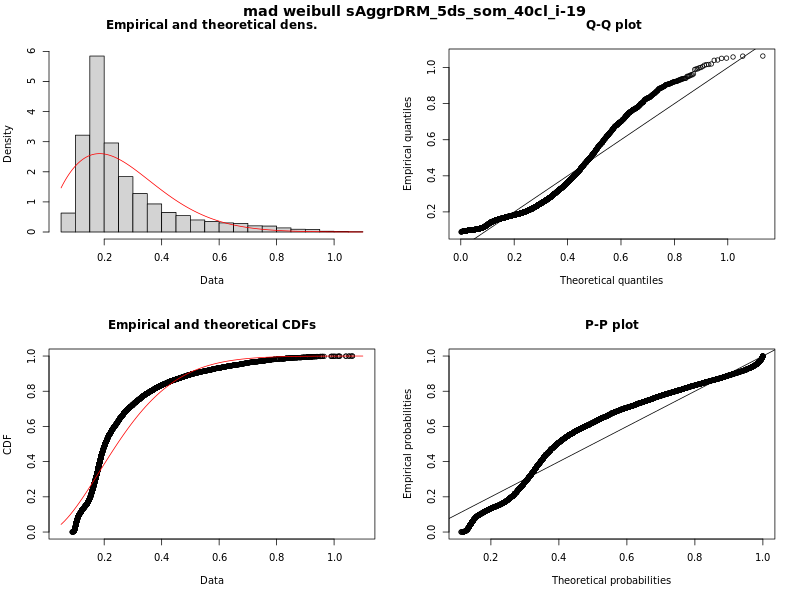 mad weibull sAggrDRM_5ds_som_40cl_i-19
Empirical and theoretical dens.
Density
0 1 2 3 4 5 6
0.2 0.4 0.6 0.8 1.0
Data
Q-Q plot
Empirical quantiles
0.2 0.4 0.6 0.8 1.0
0.0 0.2 0.4 0.6 0.8 1.0
Theoretical quantiles
Empirical and theoretical CDFs
CDF
0.0 0.2 0.4 0.6 0.8 1.0
0.2 0.4 0.6 0.8 1.0
Data
P-P plot
Empirical probabilities
0.0 0.2 0.4 0.6 0.8 1.0
0.2 0.4 0.6 0.8 1.0
Theoretical probabilities